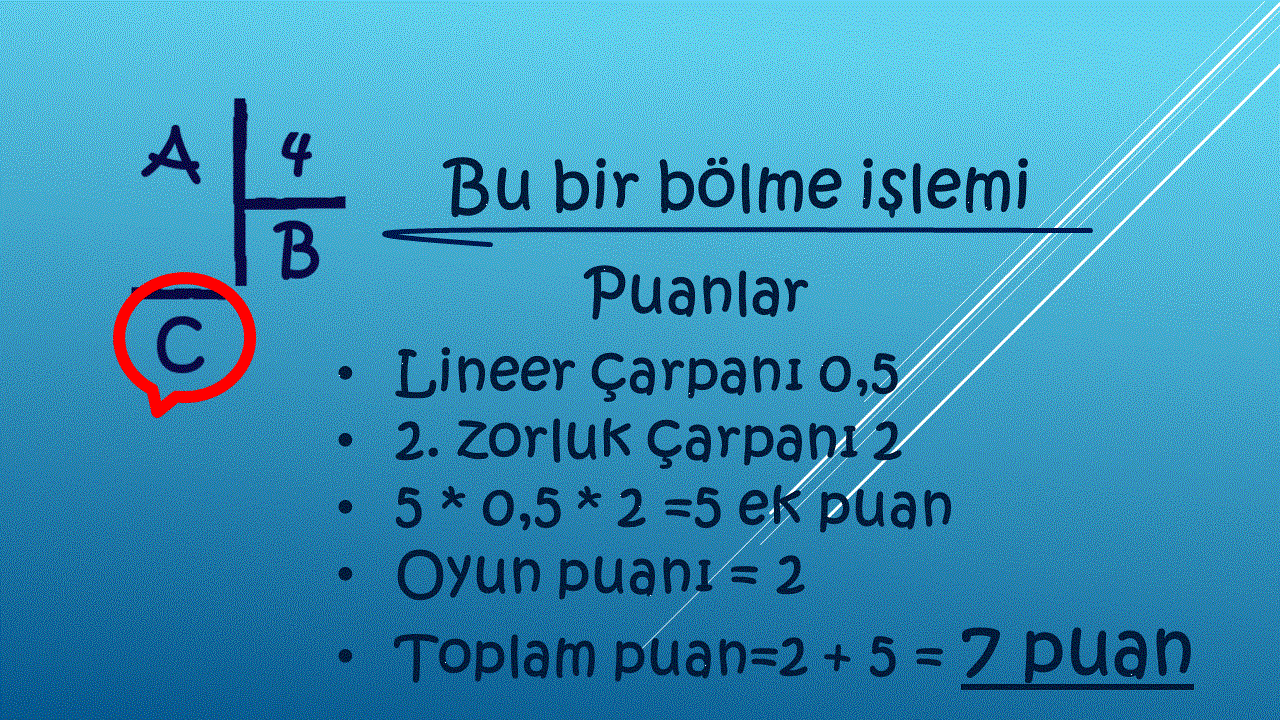 A 4
B
C
Bu bir bölme işlemi
Puanlar
• Lineer Çarpanı 0,5
• 2. Zorluk Çarpanı 2
• 5 * 0,5 * 2 =5 ek puan
• Oyun puanı = 2
• Toplam puan=2 + 5 = 7 puan